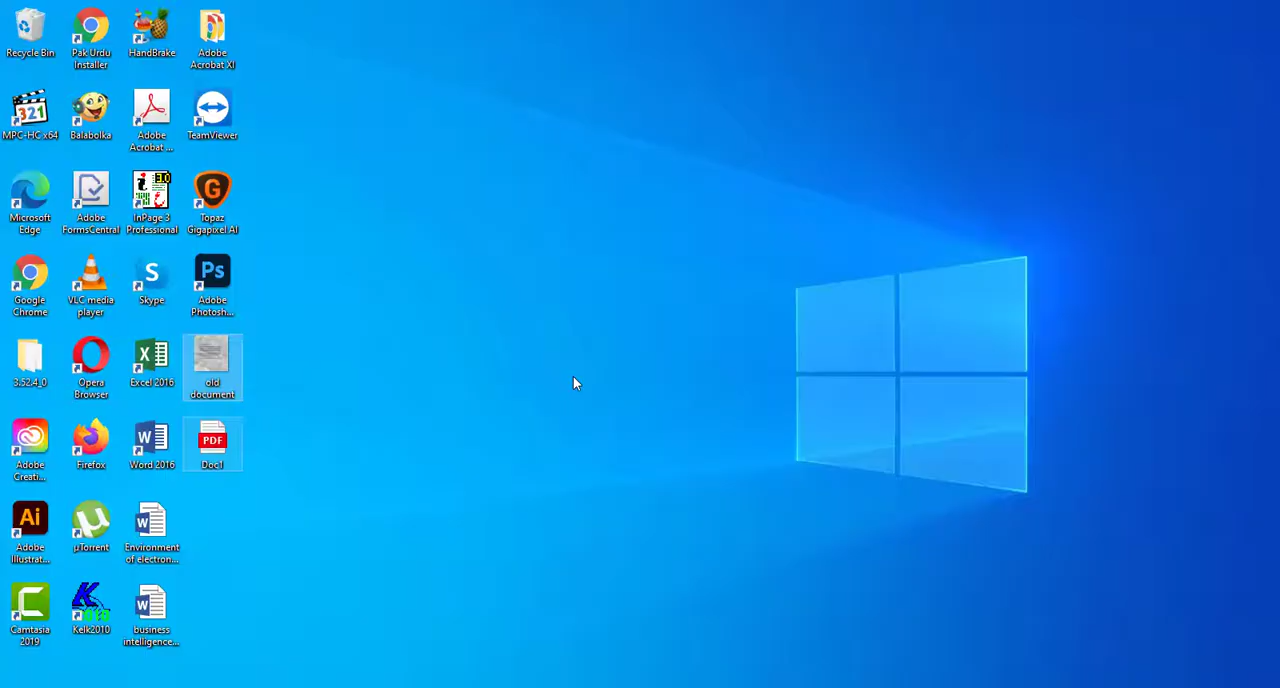 Recycle Bin
Pak Urdu
Installer
HandBrake
Adobe
Acrobat XI
MPC-HC x64
Balabolka
Adobe
Acrobat ...
TeamViewer
Microsoft
Edge
Adobe
FormsCentral
InPage 3
Professional
Topaz
Gigapixel AI
Google
Chrome
VLC media
player
Skype
Adobe
Photosh...
3.52.4_0
Opera
Browser
Excel 2016
old
document
Adobe
Creati...
Firefox
Word 2016
PDF
Doc1
Adobe
Illustrat...
µTorrent
Environment
of electron...
Camtasia
2019
Kelk2010
business
intelligence...